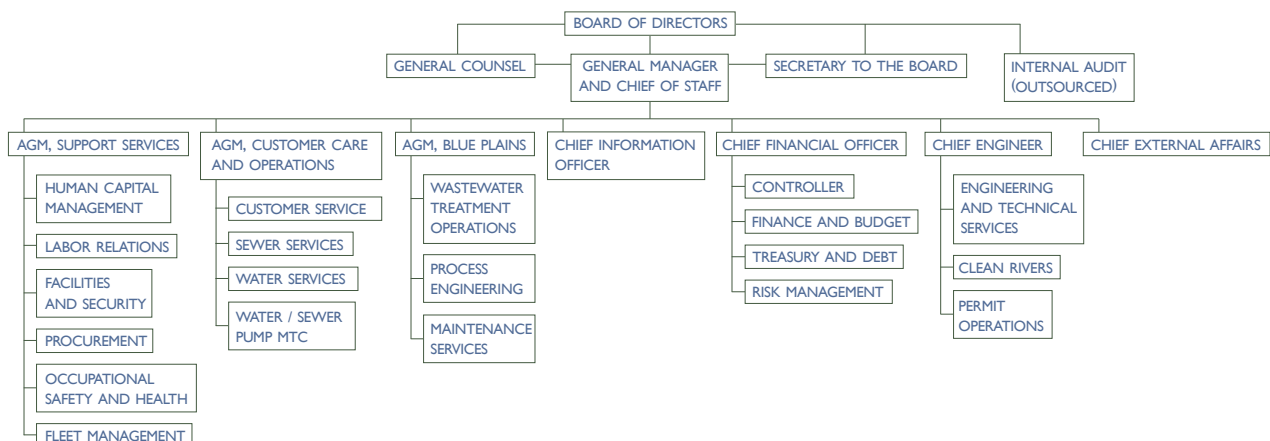 BOARD OF DIRECTORS
GENERAL COUNSEL
GENERAL MANAGER
AND CHIEF OF STAFF
SECRETARY TO THE BOARD
INTERNAL AUDIT
(OUTSOURCED)
AGM, SUPPORT SERVICES
HUMAN CAPITAL
MANAGEMENT
LABOR RELATIONS
FACILITIES
AND SECURITY
PROCUREMENT
OCCUPATIONAL
SAFETY AND HEALTH
FLEET MANAGEMENT
AGM, CUSTOMER CARE
AND OPERATIONS
CUSTOMER SERVICE
SEWER SERVICES
WATER SERVICES
WATER / SEWER
PUMP MTC
AGM, BLUE PLAINS
WASTEWATER
TREATMENT
OPERATIONS
PROCESS
ENGINEERING
MAINTENANCE
SERVICES
CHIEF INFORMATION
OFFICER
CHIEF FINANCIAL OFFICER
CONTROLLER
FINANCE AND BUDGET
TREASURY AND DEBT
RISK MANAGEMENT
CHIEF ENGINEER
ENGINEERING
AND TECHNICAL
SERVICES
CLEAN RIVERS
PERMIT
OPERATIONS
CHIEF EXTERNAL AFFAIRS